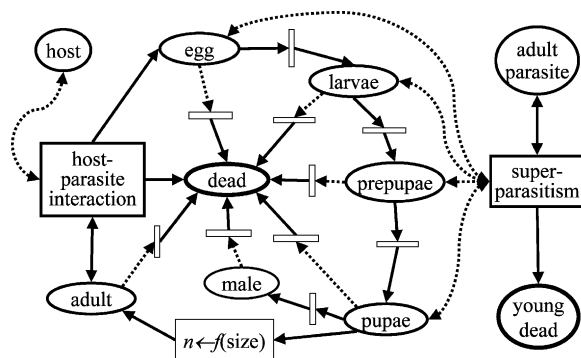 host
egg
adult
parasite
larvae
host-
parasite
interaction
dead
prepupae
super-
parasitism
adult
male
n←f(size)
pupae
young
dead